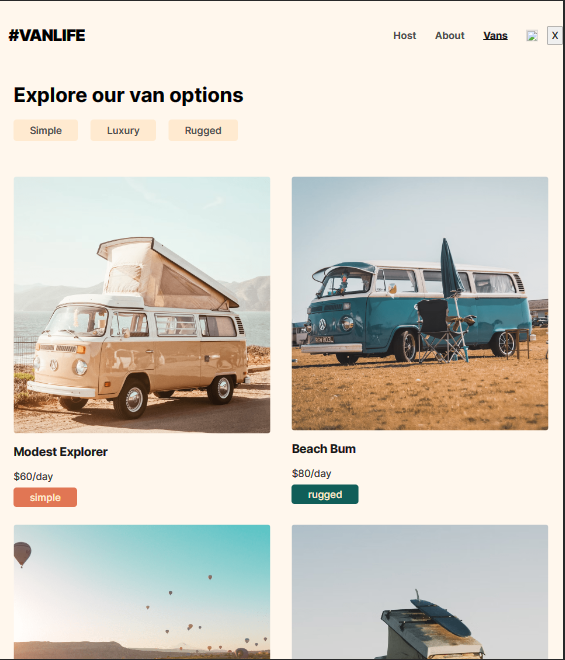 #VANLIFE
Host About Vans X
Explore our van options
Simple Luxury Rugged
Modest Explorer
$60/day
simple
Beach Bum
$80/day
rugged